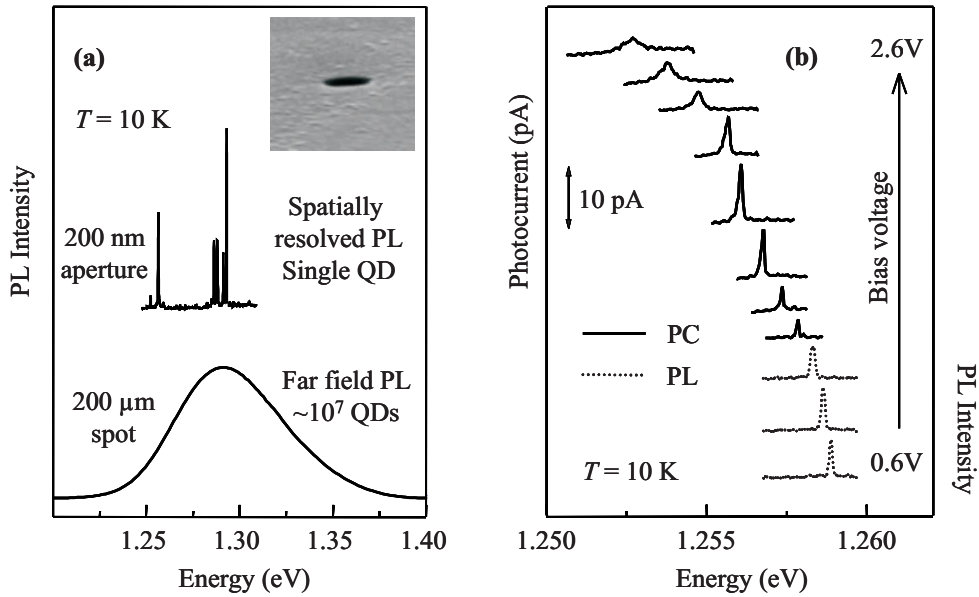 (a)
T = 10 K
200 nm
aperture
Spatially
resolved PL
Single QD
200 µm
spot
Far field PL
~10⁷ QDs
PL Intensity
1.25
1.30
1.35
1.40
Energy (eV)
(b)
2.6V
Photocurrent (pA)
10 pA
Bias voltage
PC
PL
T = 10 K
0.6V
PL Intensity
1.250
1.255
1.260
Energy (eV)